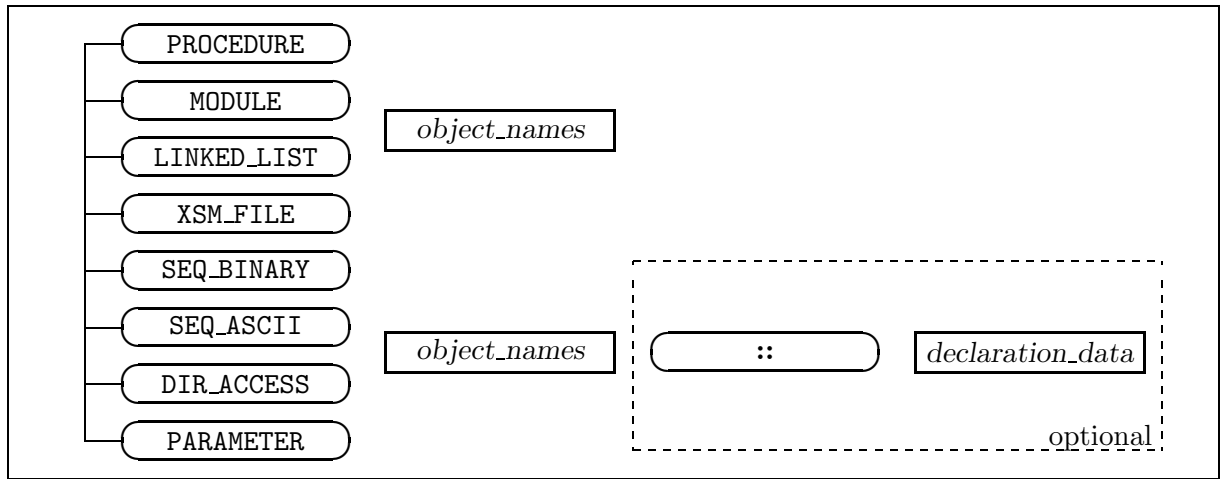 PROCEDURE
MODULE
object_names
LINKED_LIST
XSM_FILE
SEQ_BINARY
SEQ_ASCII
object_names :: declaration_data
DIR_ACCESS
PARAMETER
optional